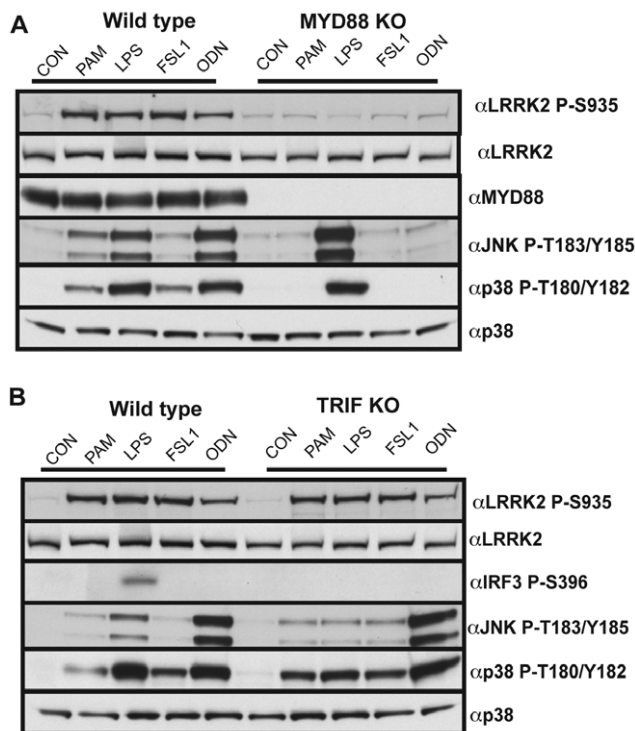 A
Wild type MYD88 KO
CON PAM LPS FSL1 ODN CON PAM LPS FSL1 ODN
αLRRK2 P-S935
αLRRK2
αMYD88
αJNK P-T183/Y185
αp38 P-T180/Y182
αp38
B
Wild type TRIF KO
CON PAM LPS FSL1 ODN CON PAM LPS FSL1 ODN
αLRRK2 P-S935
αLRRK2
αIRF3 P-S396
αJNK P-T183/Y185
αp38 P-T180/Y182
αp38